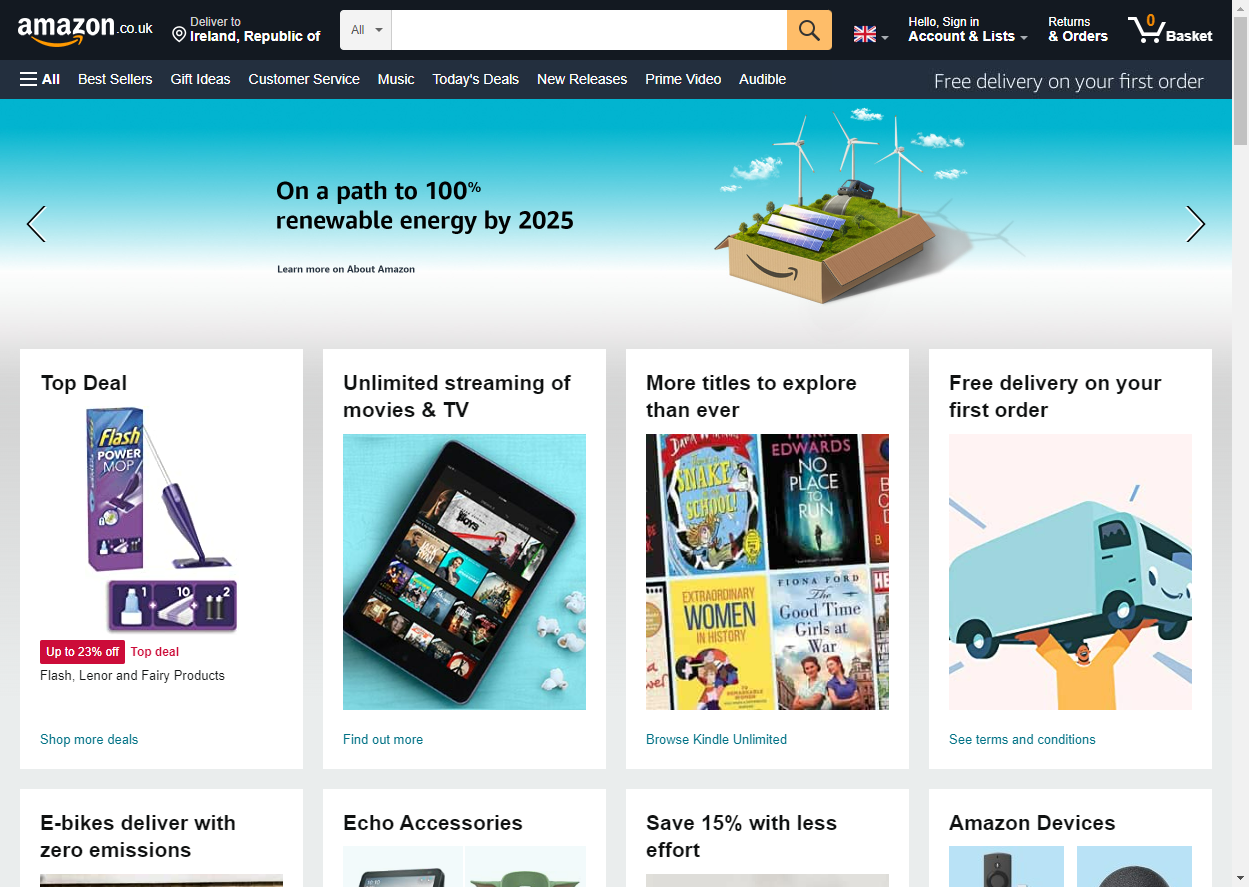 amazon.co.uk
Deliver to
Ireland, Republic of
All
Hello, Sign in
Account & Lists
Returns
& Orders
0
Basket
All
Best Sellers
Gift Ideas
Customer Service
Music
Today's Deals
New Releases
Prime Video
Audible
Free delivery on your first order
On a path to 100%
renewable energy by 2025
Learn more on About Amazon
Top Deal
Flash
POWER
MOP
1
10
2
Up to 23% off
Top deal
Flash, Lenor and Fairy Products
Shop more deals
Unlimited streaming of
movies & TV
Find out more
More titles to explore
than ever
SNAKE
SCHOOL!
EDWARDS
NO
PLACE
TO
RUN
EXTRAORDINARY
WOMEN
IN HISTORY
FIONA FORD
The
Good Time
Girls at
War
Browse Kindle Unlimited
Free delivery on your
first order
See terms and conditions
E-bikes deliver with
zero emissions
Echo Accessories
Save 15% with less
effort
Amazon Devices